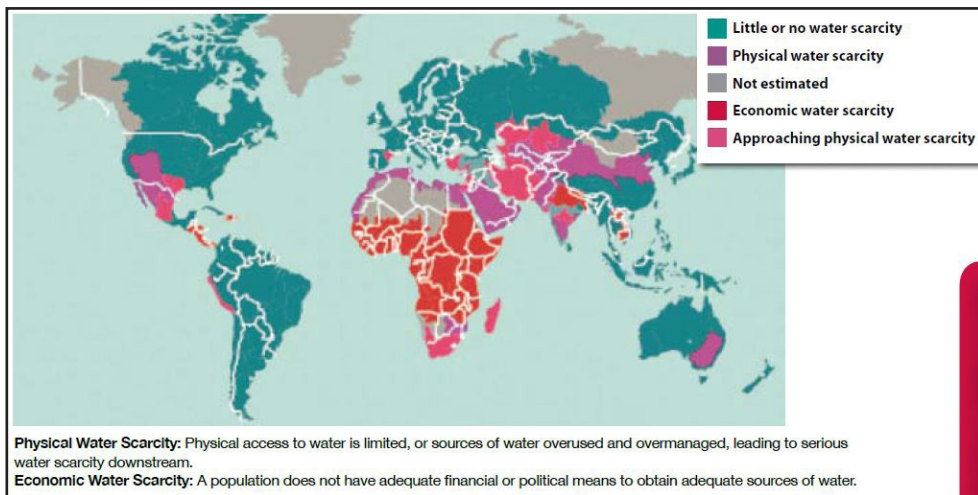 Little or no water scarcity
Physical water scarcity
Not estimated
Economic water scarcity
Approaching physical water scarcity
Physical Water Scarcity: Physical access to water is limited, or sources of water overused and overmanaged, leading to serious
water scarcity downstream.
Economic Water Scarcity: A population does not have adequate financial or political means to obtain adequate sources of water.